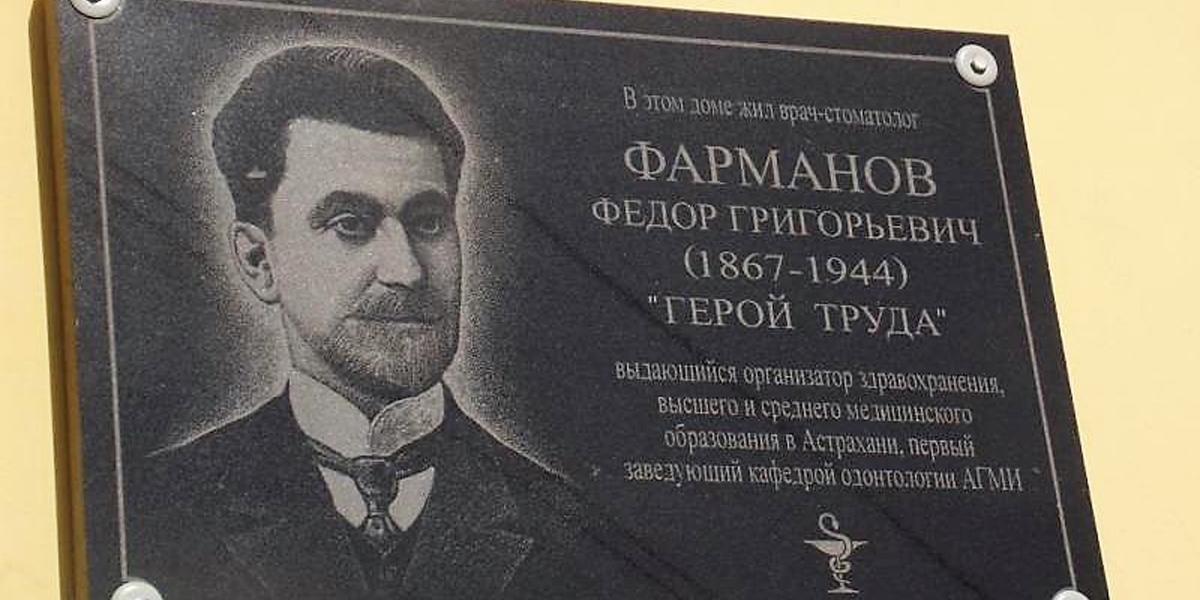 В этом доме жил врач-стоматолог
ФАРМАНОВ
ФЕДОР ГРИГОРЬЕВИЧ
(1867-1944)
"ГЕРОЙ ТРУДА"
выдающийся организатор здравохранения,
высшего и среднего медицинского
образования в Астрахани, первый
заведующий кафедрой одонтологии АГМИ